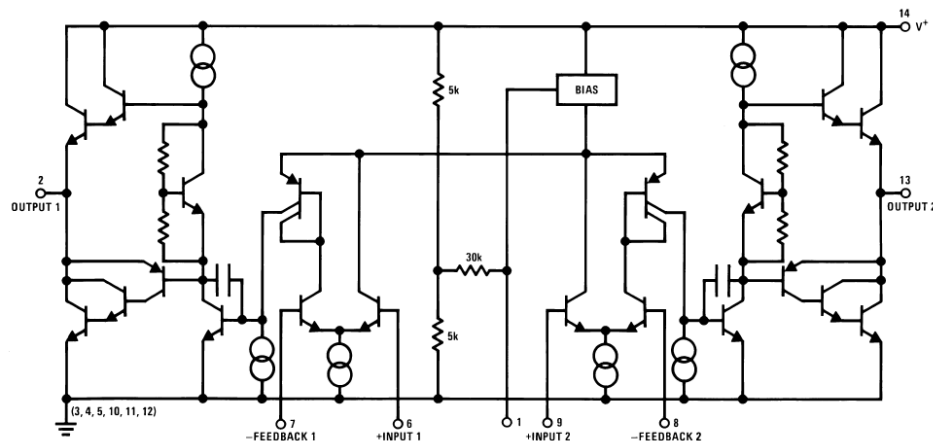 14
V+
5k
BIAS
2
OUTPUT 1
13
OUTPUT 2
30k
5k
(3, 4, 5, 10, 11, 12)
7
−FEEDBACK 1
6
+INPUT 1
1
9
+INPUT 2
8
−FEEDBACK 2